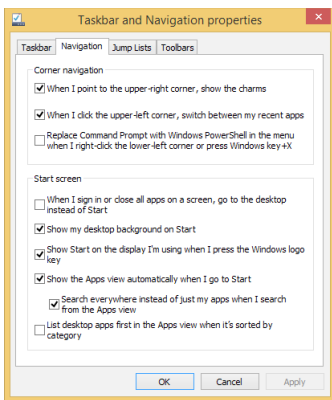 Taskbar and Navigation properties
Taskbar Navigation Jump Lists Toolbars
Corner navigation
When I point to the upper-right corner, show the charms
When I click the upper-left corner, switch between my recent apps
Replace Command Prompt with Windows PowerShell in the menu
when I right-click the lower-left corner or press Windows key+X
Start screen
When I sign in or close all apps on a screen, go to the desktop
instead of Start
Show my desktop background on Start
Show Start on the display I'm using when I press the Windows logo
key
Show the Apps view automatically when I go to Start
Search everywhere instead of just my apps when I search
from the Apps view
List desktop apps first in the Apps view when it's sorted by
category
OK Cancel Apply